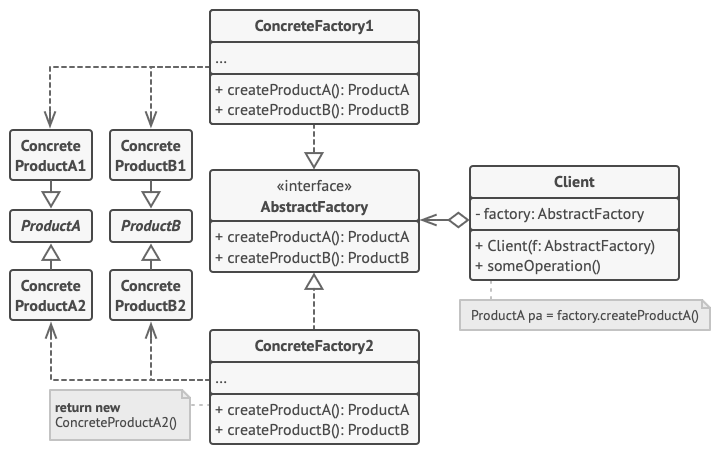 ConcreteFactory1
...
+ createProductA(): ProductA
+ createProductB(): ProductB
Concrete
ProductA1
Concrete
ProductB1
ProductA
ProductB
Concrete
ProductA2
Concrete
ProductB2
«interface»
AbstractFactory
+ createProductA(): ProductA
+ createProductB(): ProductB
Client
- factory: AbstractFactory
+ Client(f: AbstractFactory)
+ someOperation()
ProductA pa = factory.createProductA()
ConcreteFactory2
...
+ createProductA(): ProductA
+ createProductB(): ProductB
return new
ConcreteProductA2()